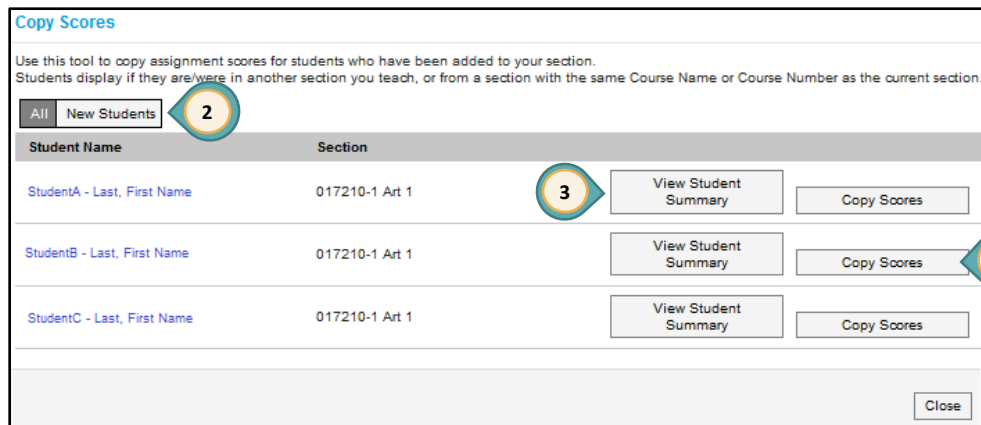 Copy Scores
Use this tool to copy assignment scores for students who have been added to your section.
Students display if they are/were in another section you teach, or from a section with the same Course Name or Course Number as the current section.
All New Students 2
Student Name Section
StudentA - Last, First Name 017210-1 Art 1 3 View Student
Summary Copy Scores
StudentB - Last, First Name 017210-1 Art 1 View Student
Summary Copy Scores
StudentC - Last, First Name 017210-1 Art 1 View Student
Summary Copy Scores
Close